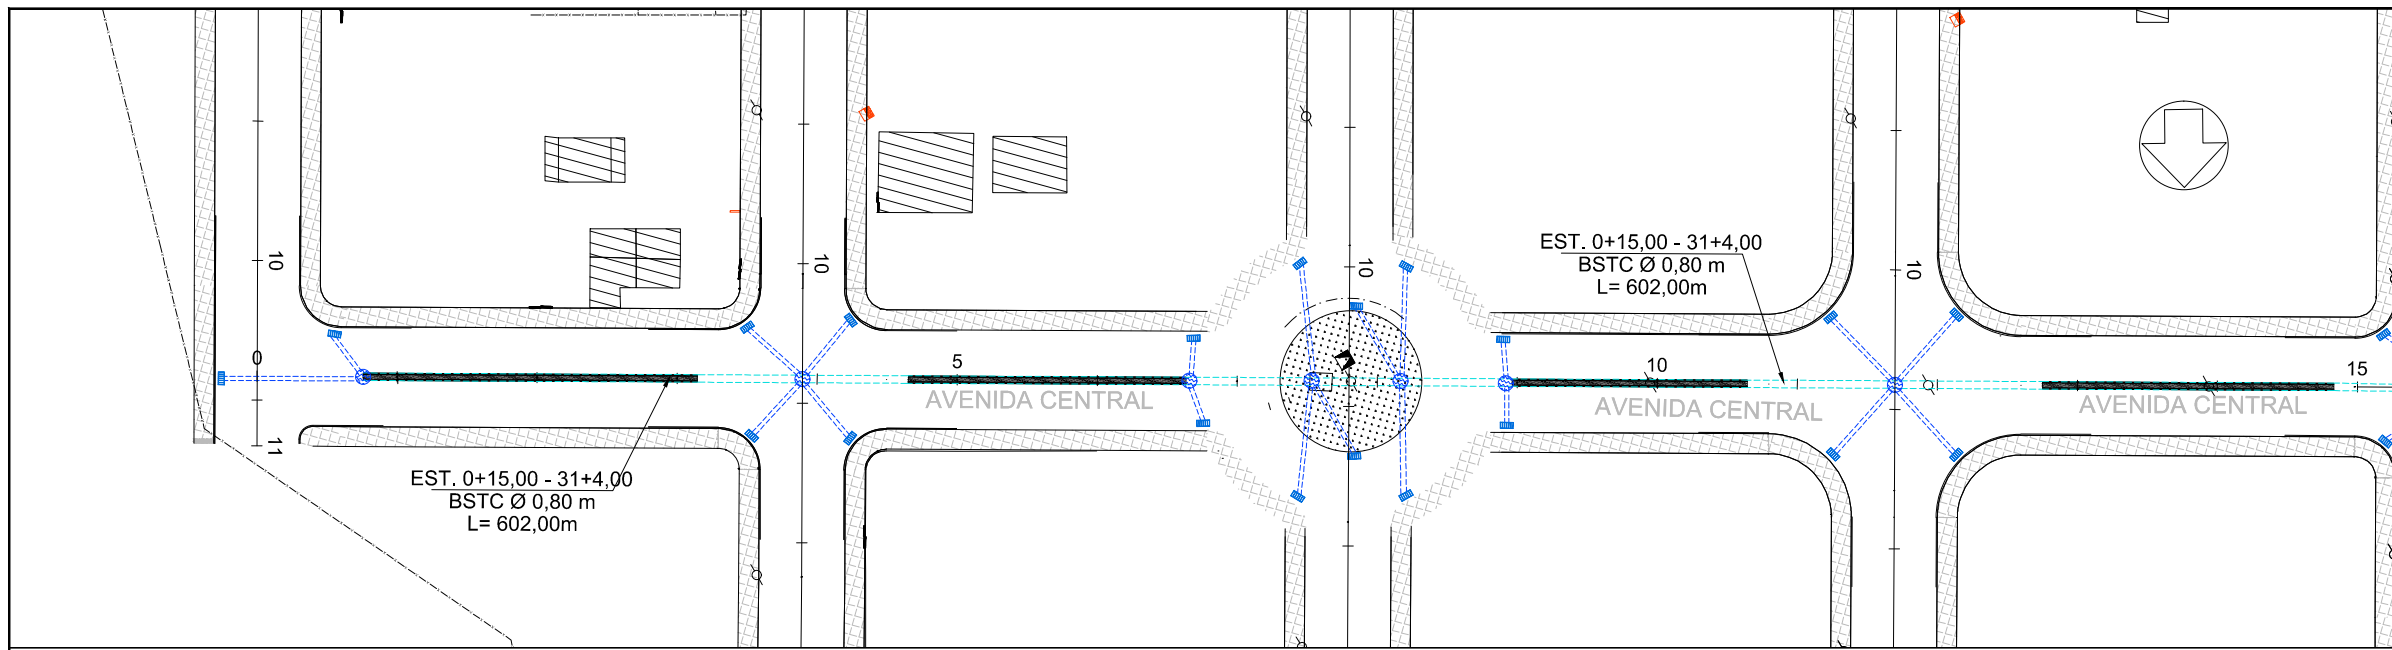 10
10
10
10
EST. 0+15,00 - 31+4,00
BSTC Ø 0,80 m
L= 602,00m
0
5
10
15
AVENIDA CENTRAL
AVENIDA CENTRAL
AVENIDA CENTRAL
11
EST. 0+15,00 - 31+4,00
BSTC Ø 0,80 m
L= 602,00m